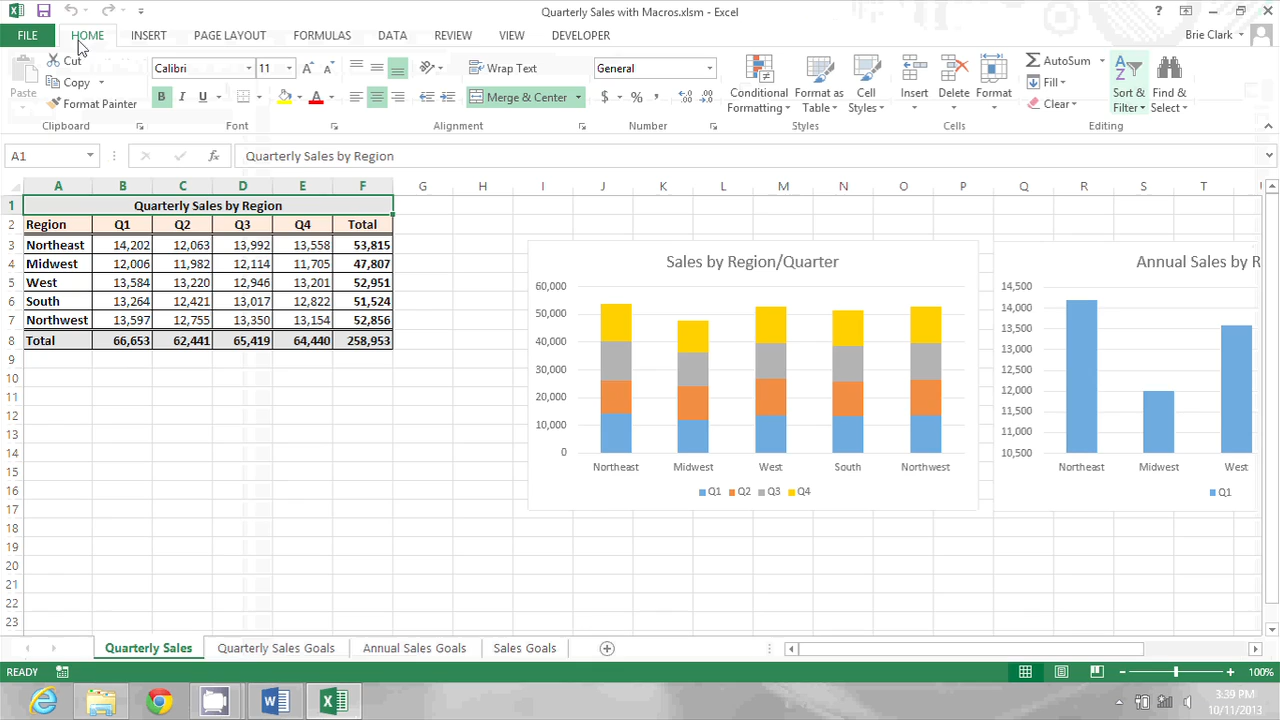 Quarterly Sales with Macros.xlsm - Excel
?
FILE HOME INSERT PAGE LAYOUT FORMULAS DATA REVIEW VIEW DEVELOPER Brie Clark
Paste
Cut
Copy
Format Painter
Clipboard
Calibri 11
B I U
A A
A
Font
Wrap Text
Merge & Center
Alignment
General
$ % ,
Number
Conditional Formatting
Format as Table
Cell Styles
Styles
Insert
Delete
Format
Cells
AutoSum
Fill
Clear
Sort & Filter
Find & Select
Editing
A1 fx Quarterly Sales by Region
A B C D E F G H I J K L M N O P Q R S T
1 Quarterly Sales by Region
2 Region Q1 Q2 Q3 Q4 Total
3 Northeast 14,202 12,063 13,992 13,558 53,815
4 Midwest 12,006 11,982 12,114 11,705 47,807
5 West 13,584 13,220 12,946 13,201 52,951
6 South 13,264 12,421 13,017 12,822 51,524
7 Northwest 13,597 12,755 13,350 13,154 52,856
8 Total 66,653 62,441 65,419 64,440 258,953
9
10
11
12
13
14
15
16
17
18
19
20
21
22
23
Sales by Region/Quarter
60,000
50,000
40,000
30,000
20,000
10,000
0
Northeast Midwest West South Northwest
Q1 Q2 Q3 Q4
Annual Sales by R
14,500
14,000
13,500
13,000
12,500
12,000
11,500
11,000
10,500
Northeast Midwest West
Q1
Quarterly Sales Quarterly Sales Goals Annual Sales Goals Sales Goals
READY 100%
3:39 PM
10/11/2013